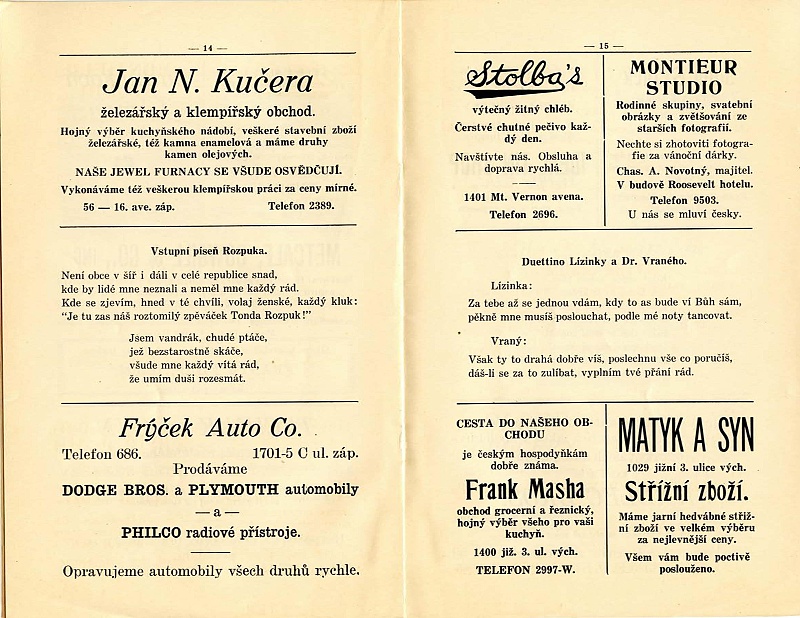 — 14 —
Jan N. Kučera
železářský a klempířský obchod.
Hojný výběr kuchyňského nádobí, veškeré stavební zboží
železářské, též kamna enamelová a máme druhy
kamen olejových.
NAŠE JEWEL FURNACY SE VŠUDE OSVĚDČUJÍ.
Vykonáváme též veškerou klempířskou práci za ceny mírné.
56 — 16. ave. záp. Telefon 2389.
Vstupní píseň Rozpuka.
Není obce v šíř i dáli v celé republice snad,
kde by lidé mne neznali a neměl mne každý rád.
Kde se zjevím, hned v té chvíli, volaj ženské, každý kluk:
“Je tu zas náš roztomilý zpěváček Tonda Rozpuk!”
Jsem vandrák, chudé ptáče,
jež bezstarostně skáče,
všude mne každý vítá rád,
že umím duši rozesmát.
Frýček Auto Co.
Telefon 686. 1701-5 C ul. záp.
Prodáváme
DODGE BROS. a PLYMOUTH automobily
— a —
PHILCO radiové přístroje.
Opravujeme automobily všech druhů rychle.
— 15 —
Stolba's
výtečný žitný chléb.
Čerstvé chutné pečivo kaž-
dý den.
Navštívte nás. Obsluha a
doprava rychlá.
1401 Mt. Vernon avena.
Telefon 2696.
MONTIEUR
STUDIO
Rodinné skupiny, svatební
obrázky a zvětšování ze
starších fotografií.
Nechte si zhotoviti fotogra-
fie za vánoční dárky.
Chas. A. Novotný, majitel.
V budově Roosevelt hotelu.
Telefon 9503.
U nás se mluví česky.
Duettino Lízinky a Dr. Vraného.
Lízinka:
Za tebe až se jednou vdám, kdy to as bude ví Bůh sám,
pěkně mne musíš poslouchat, podle mé noty tancovat.
Vraný:
Však ty to drahá dobře víš, poslechnu vše co poručíš,
dáš-li se za to zulíbat, vyplním tvé přání rád.
CESTA DO NAŠEHO OB-
CHODU
je českým hospodyňkám
dobře známa.
Frank Masha
obchod grocerní a řeznický,
hojný výběr všeho pro vaši
kuchyň.
1400 již. 3. ul. vých.
TELEFON 2997-W.
MATYK A SYN
1029 jižní 3. ulice vých.
Střížní zboží.
Máme jarní hedvábné střiž-
ní zboží ve velkém výběru
za nejlevnější ceny.
Všem vám bude poctivě
poslouženo.